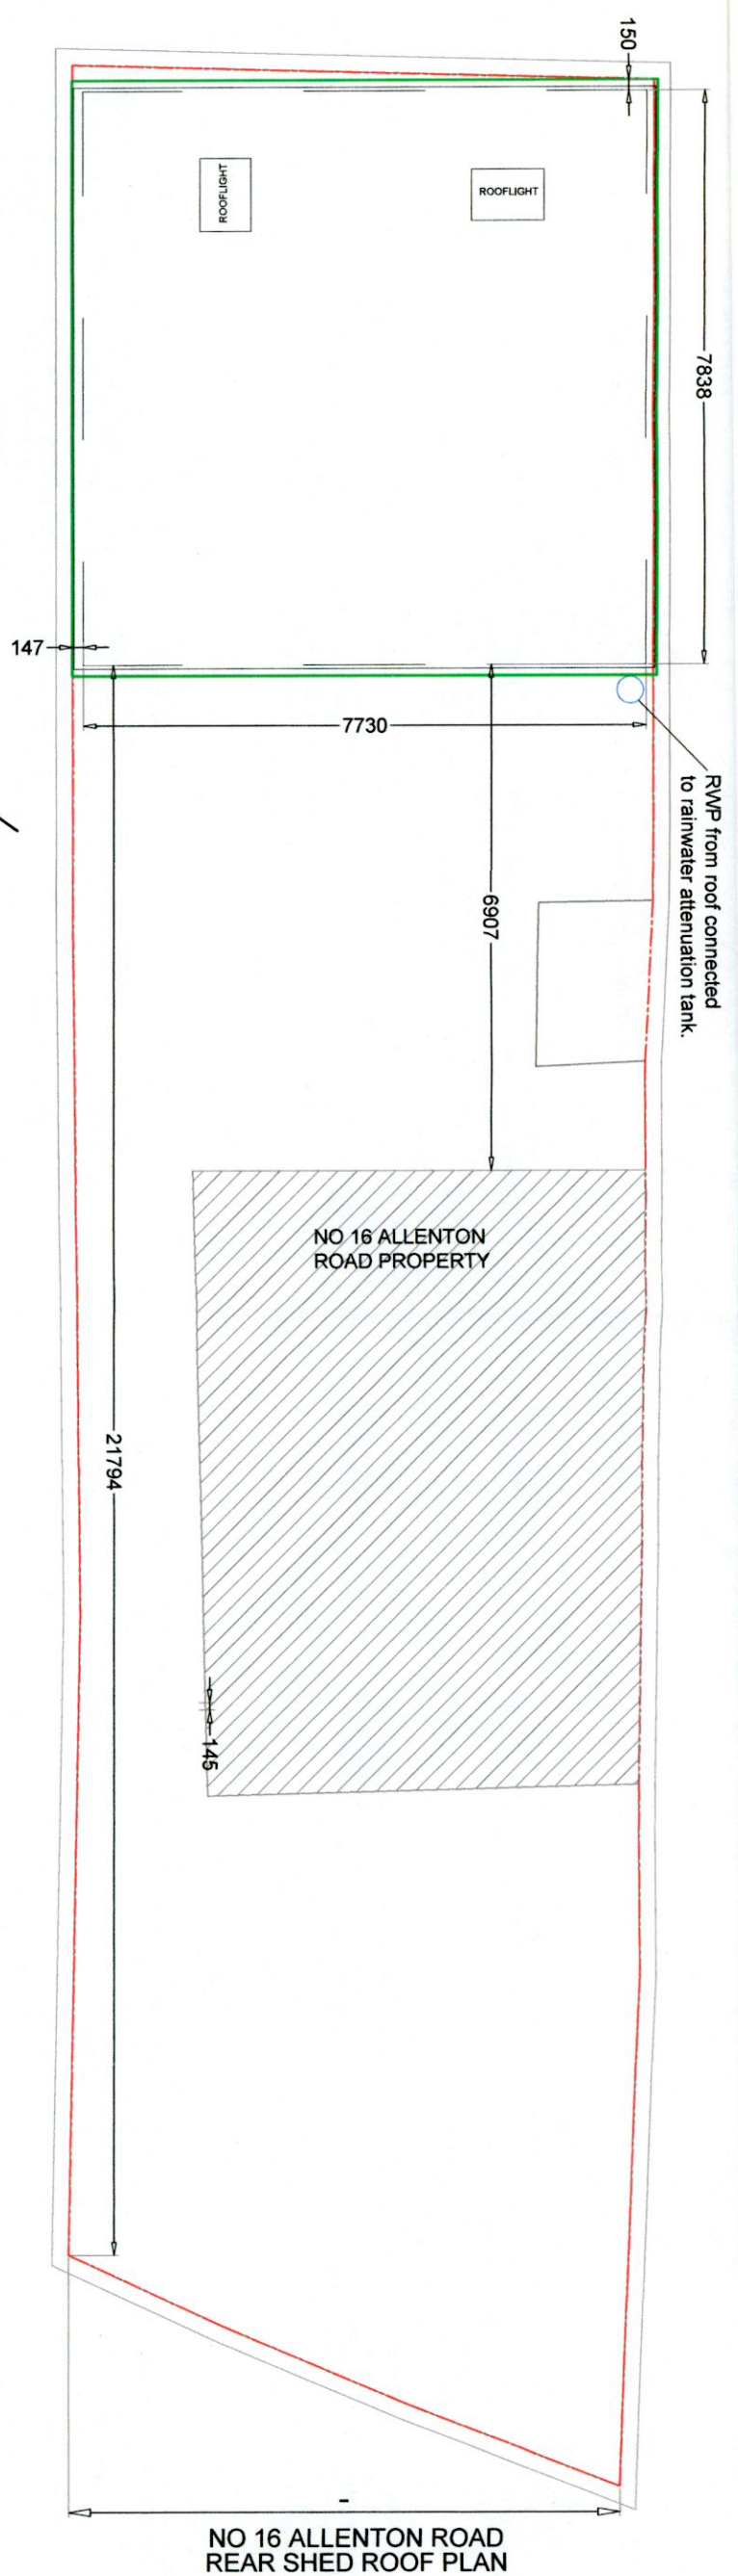 150
ROOFLIGHT
ROOFLIGHT
7838
147
7730
RWP from roof connected
to rainwater attenuation tank.
6907
NO 16 ALLENTON
ROAD PROPERTY
21794
145
NO 16 ALLENTON ROAD
REAR SHED ROOF PLAN